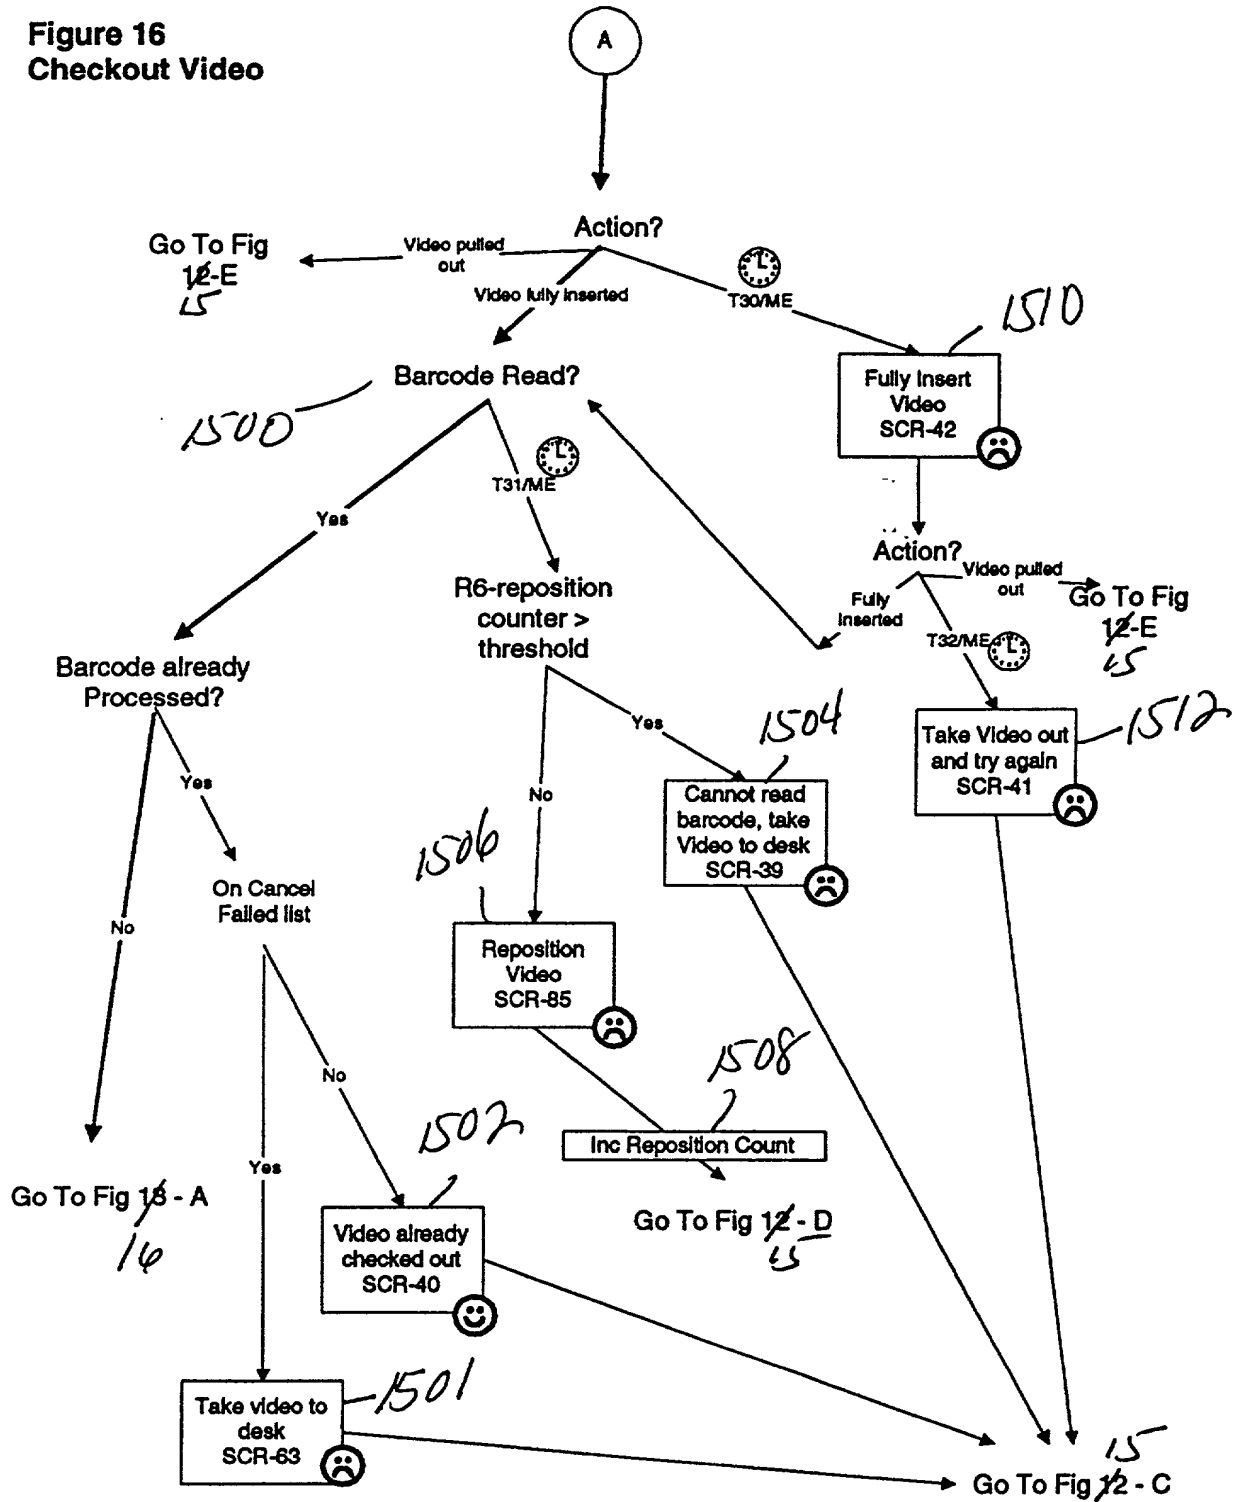 Figure 16
Checkout Video
A
Action?
Go To Fig
12-E
15
Video pulled
out
Video fully inserted
T30/ME
1510
Fully Insert
Video
SCR-42
Barcode Read?
1500
T31/ME
Yes
Action?
Video pulled
out
Go To Fig
12-E
15
Fully
Inserted
T32/ME
R6-reposition
counter >
threshold
Barcode already
Processed?
Yes
1504
1512
Take Video out
and try again
SCR-41
Yes
No
Cannot read
barcode, take
Video to desk
SCR-39
1506
On Cancel
Failed list
No
Reposition
Video
SCR-85
1508
No
Inc Reposition Count
1502
Yes
Go To Fig 13 - A
16
Go To Fig 12 - D
15
Video already
checked out
SCR-40
1501
Take video to
desk
SCR-63
15
Go To Fig 12 - C